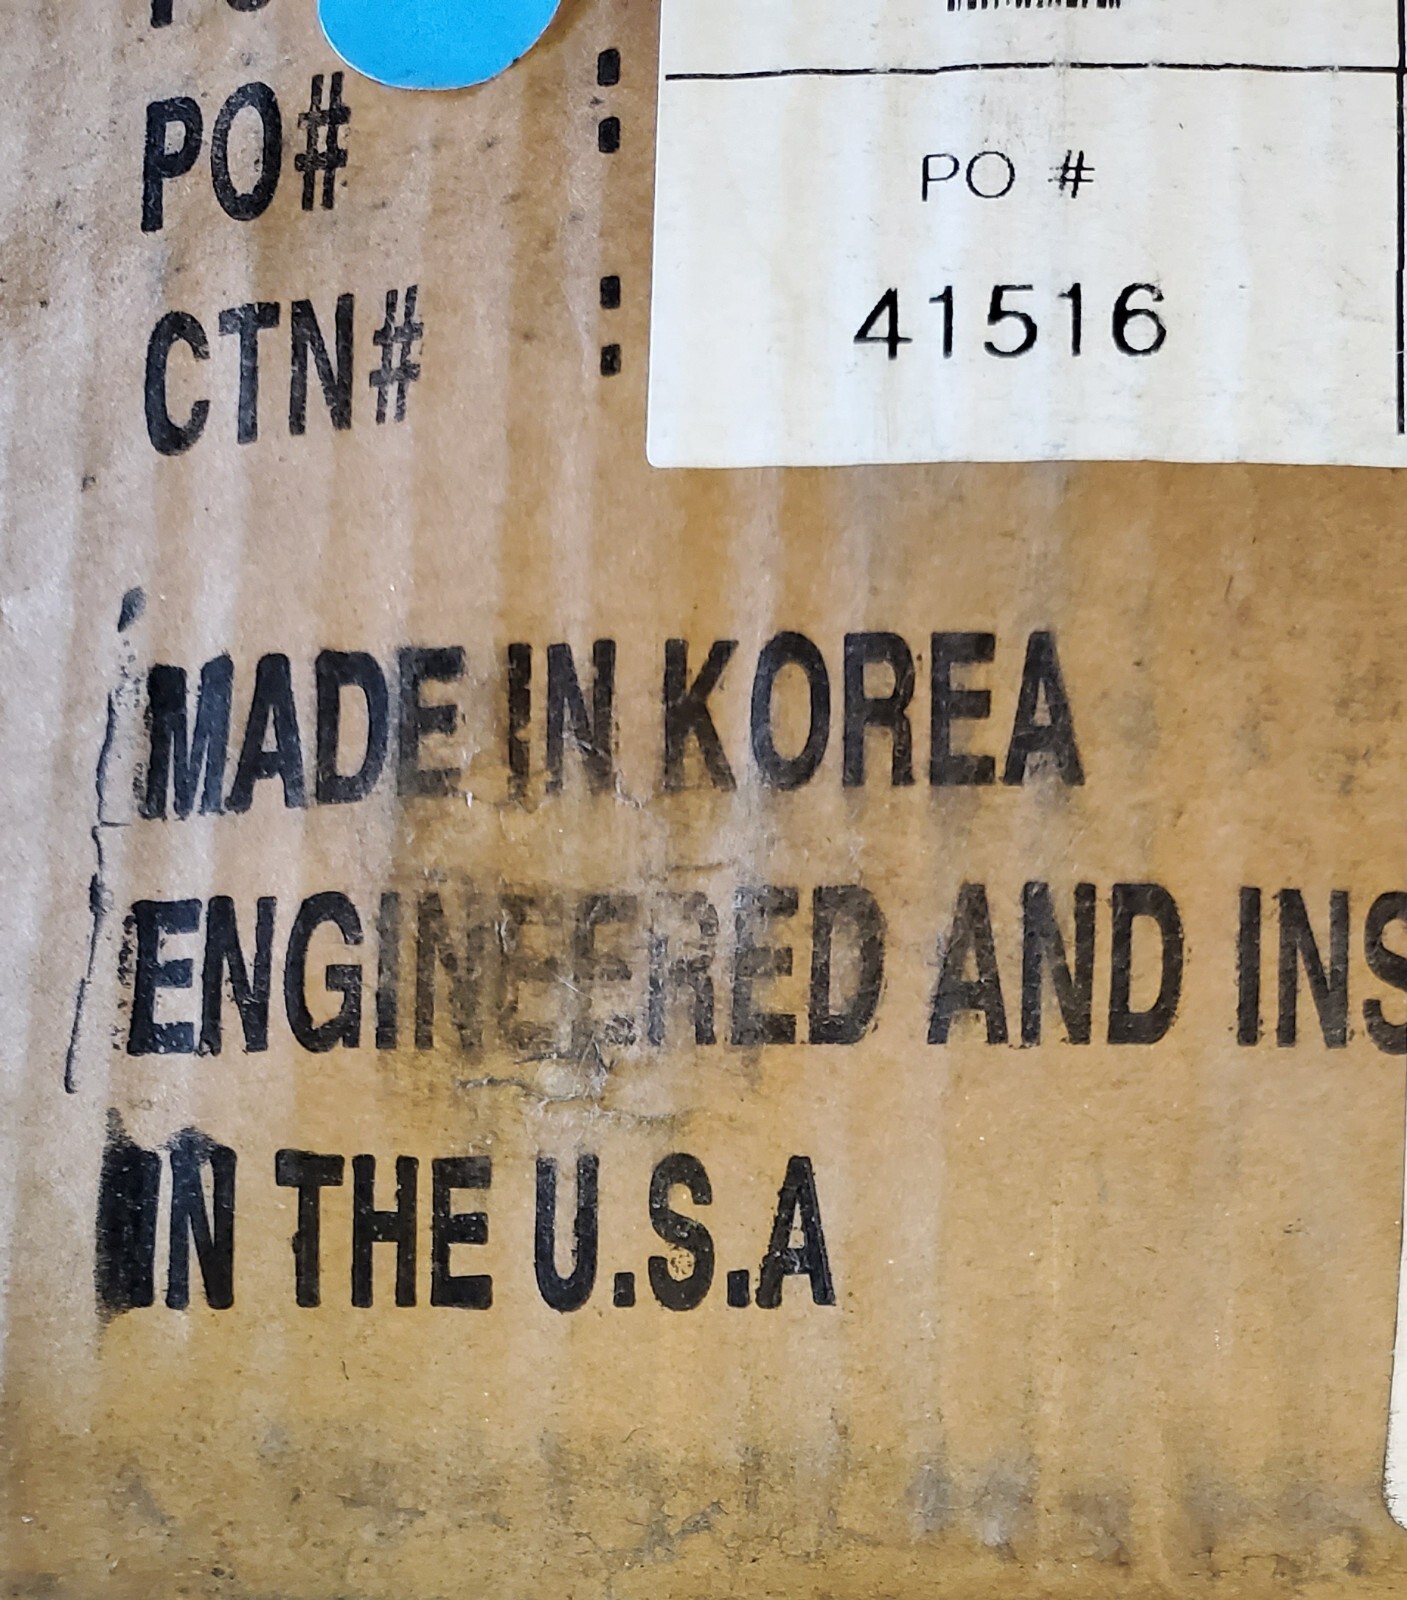 PO#
:
PO #
CTN#
:
41516
MADE IN KOREA
ENGINEERED AND INS
IN THE U.S.A